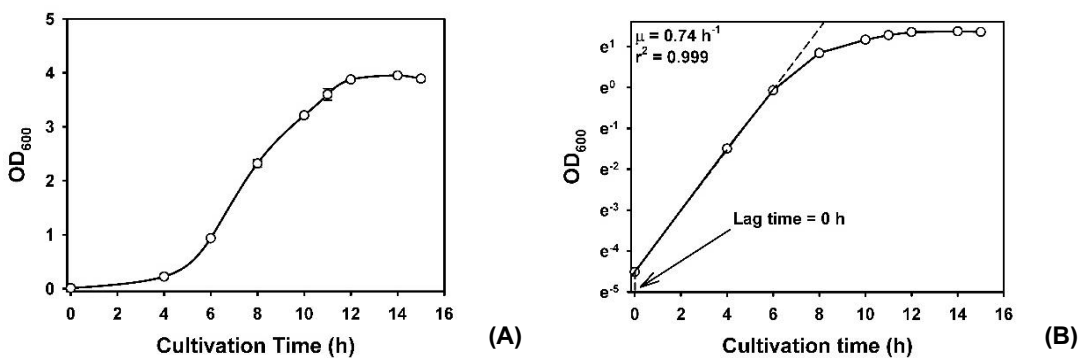 5
4
3
2
1
0
OD600
0 2 4 6 8 10 12 14 16
Cultivation Time (h)
(A)
μ = 0.74 h⁻¹
r² = 0.999
e¹
e⁰
e⁻¹
e⁻²
e⁻³
e⁻⁴
e⁻⁵
OD600
Lag time = 0 h
0 2 4 6 8 10 12 14 16
Cultivation time (h)
(B)